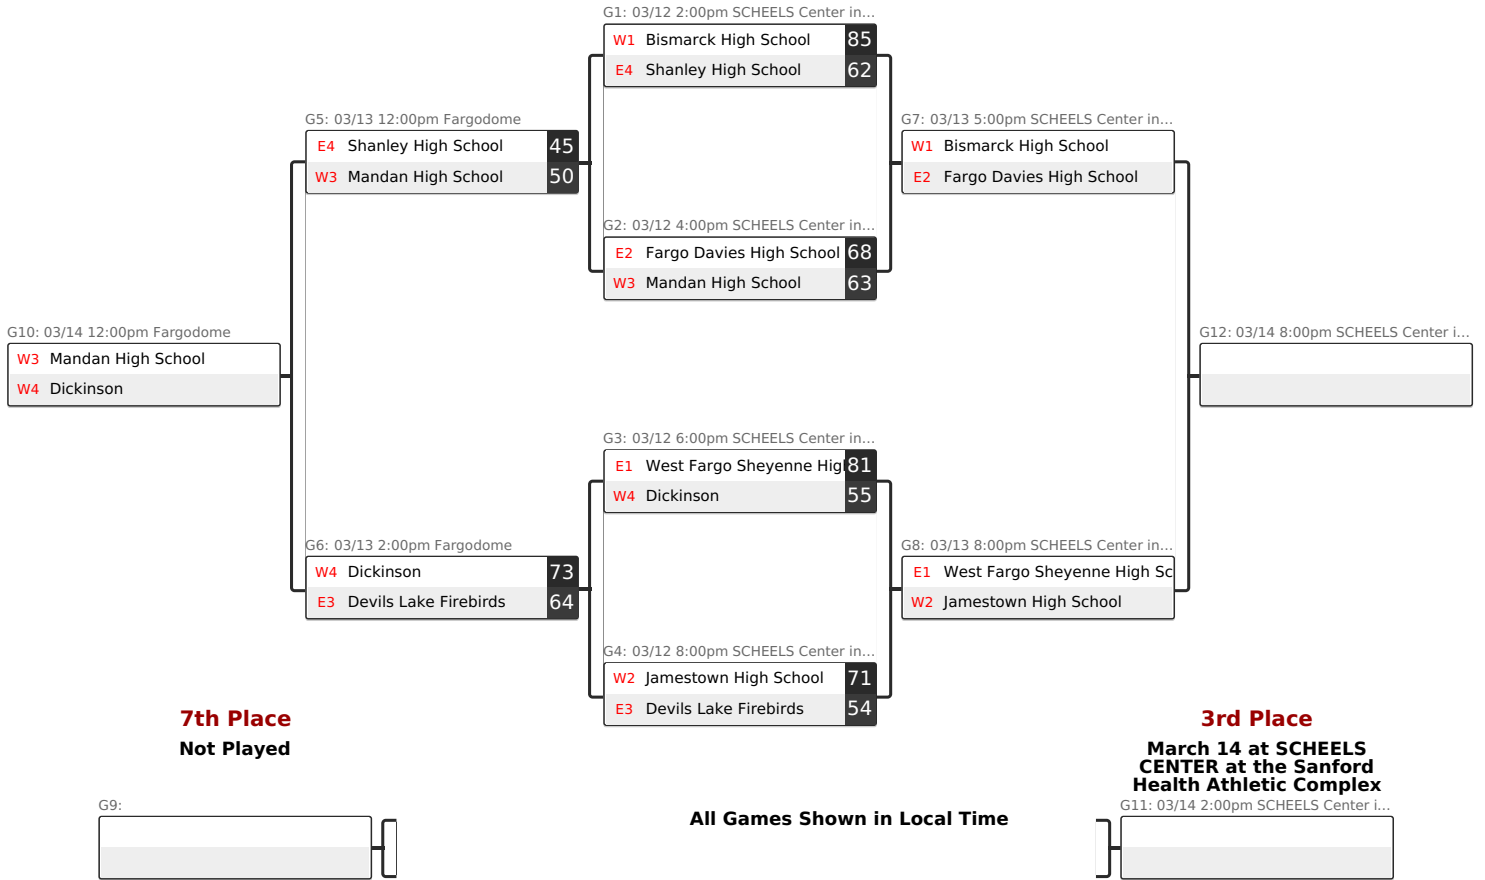 G1: 03/12 2:00pm SCHEELS Center in...
W1 Bismarck High School 85
E4 Shanley High School 62
G5: 03/13 12:00pm Fargodome
E4 Shanley High School 45
W3 Mandan High School 50
G7: 03/13 5:00pm SCHEELS Center in...
W1 Bismarck High School
E2 Fargo Davies High School
G2: 03/12 4:00pm SCHEELS Center in...
E2 Fargo Davies High School 68
W3 Mandan High School 63
G10: 03/14 12:00pm Fargodome
W3 Mandan High School
W4 Dickinson
G12: 03/14 8:00pm SCHEELS Center i...
G3: 03/12 6:00pm SCHEELS Center in...
E1 West Fargo Sheyenne Hig 81
W4 Dickinson 55
G6: 03/13 2:00pm Fargodome
W4 Dickinson 73
E3 Devils Lake Firebirds 64
G8: 03/13 8:00pm SCHEELS Center in...
E1 West Fargo Sheyenne High Sc
W2 Jamestown High School
G4: 03/12 8:00pm SCHEELS Center in...
W2 Jamestown High School 71
E3 Devils Lake Firebirds 54
7th Place
Not Played
G9:
All Games Shown in Local Time
3rd Place
March 14 at SCHEELS
CENTER at the Sanford
Health Athletic Complex
G11: 03/14 2:00pm SCHEELS Center i...